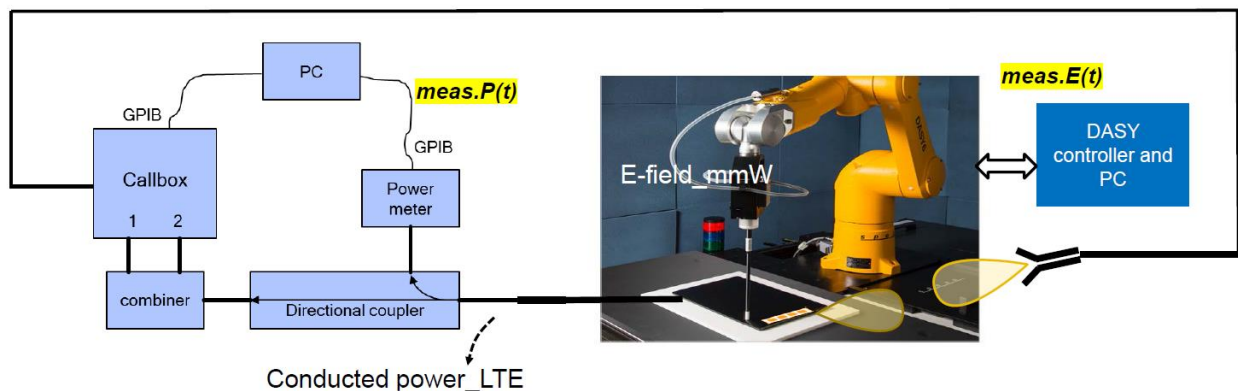 PC
meas.P(t)
meas.E(t)
GPIB
GPIB
Callbox
1 2
Power
meter
E-field_mmW
DASY6
DASY
controller and
PC
combiner
Directional coupler
Conducted power_LTE